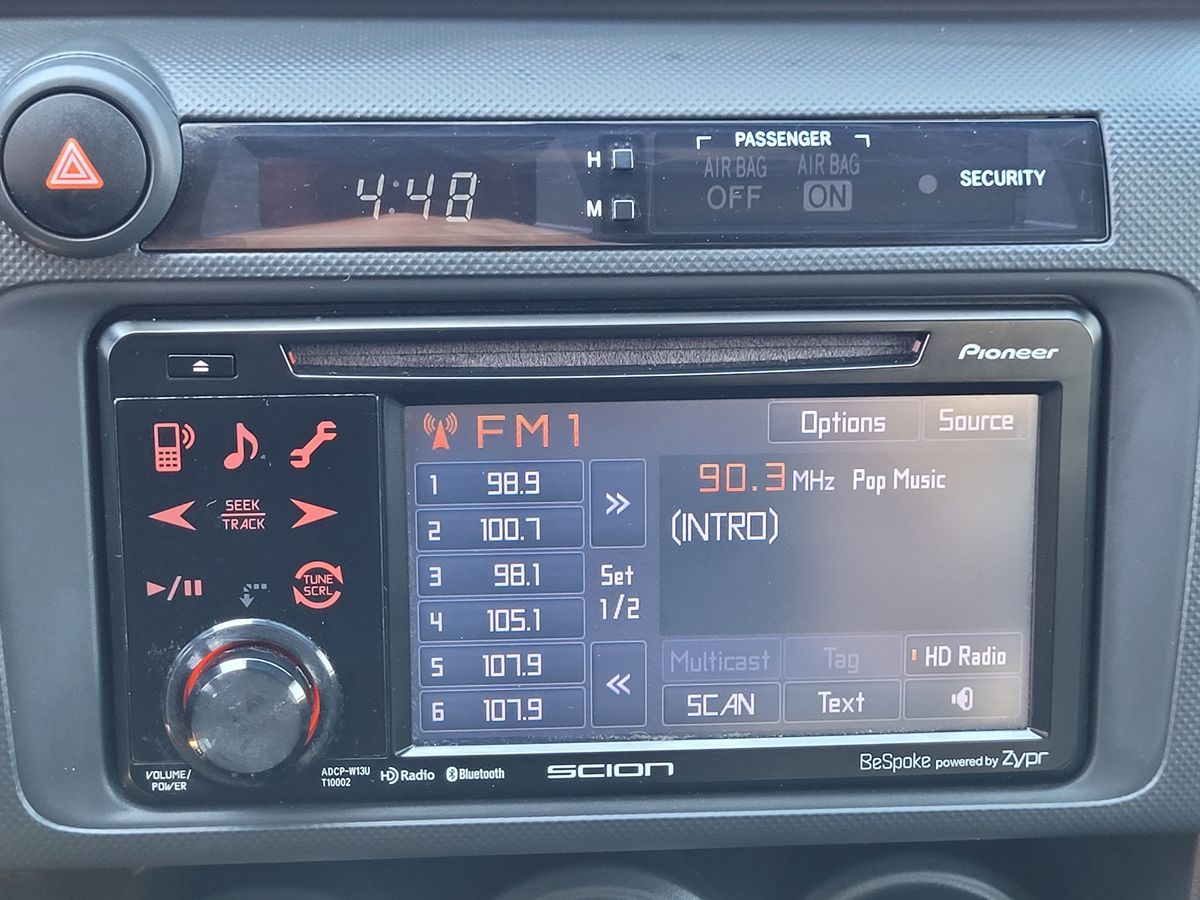 PASSENGER
AIR BAG OFF
AIR BAG ON
SECURITY
4:48
H
M
Pioneer
SEEK
TRACK
TUNE
SCRL
VOLUME/
POWER
FM 1
Options
Source
1 98.9
2 100.7
3 98.1
4 105.1
5 107.9
6 107.9
Set
1/2
90.3 MHz Pop Music
(INTRO)
Multicast
Tag
HD Radio
SCAN
Text
ADCP-W13U
T10002
HD Radio
Bluetooth
SCION
BeSpoke powered by Zypr